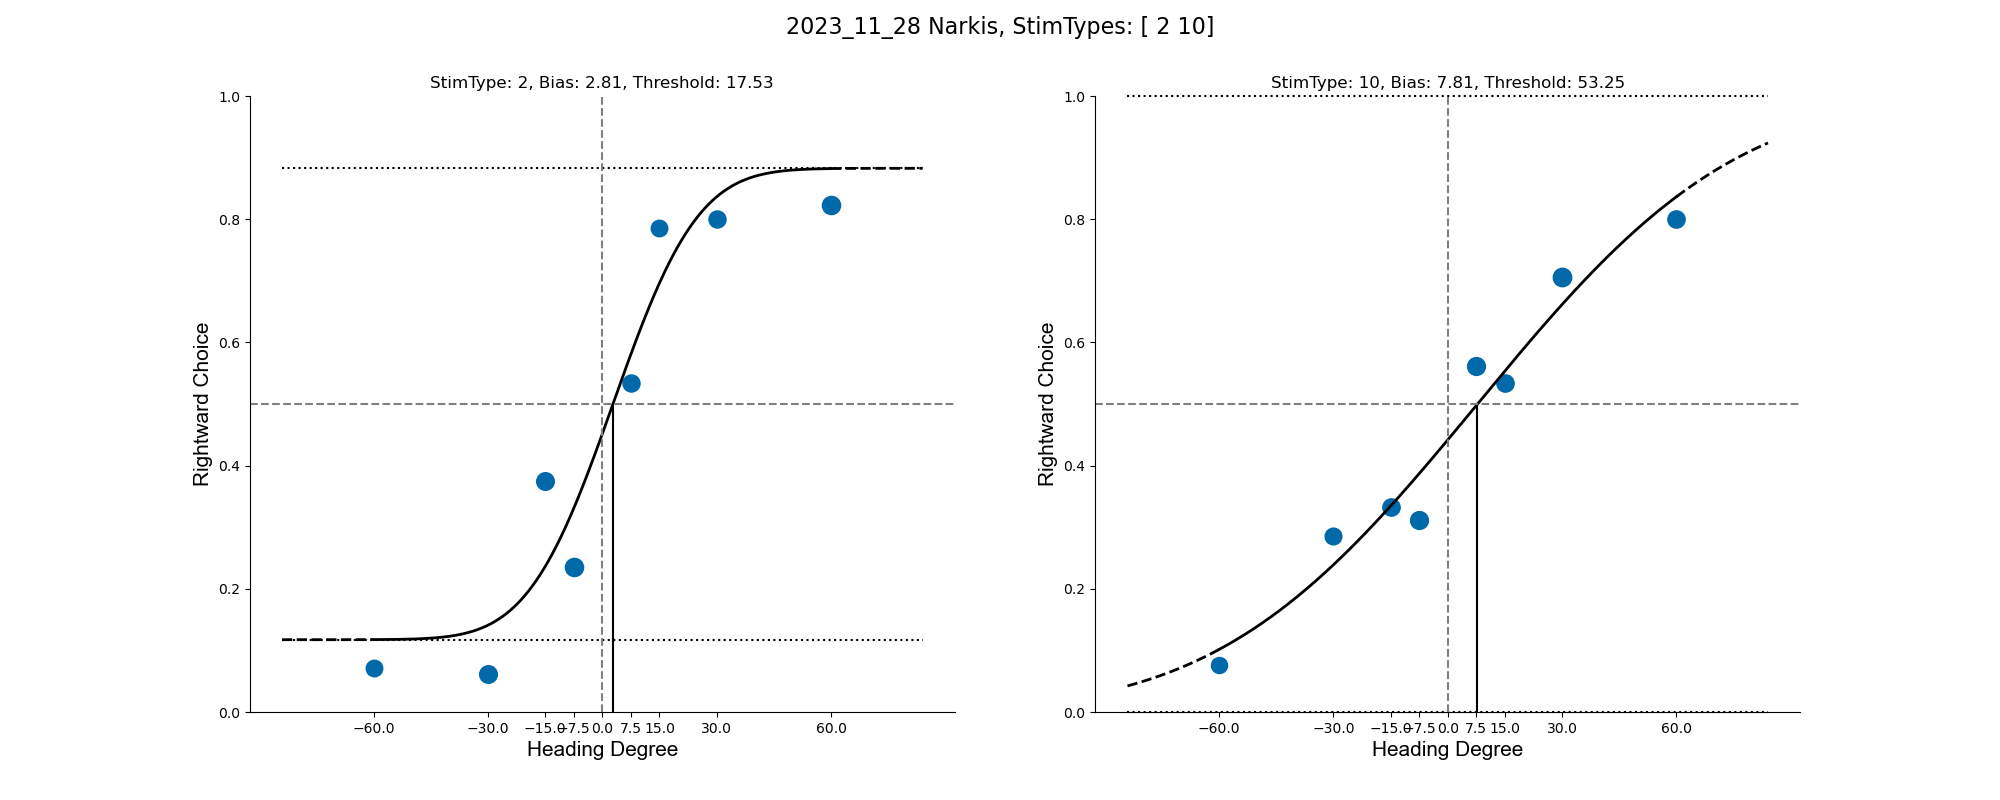 2023_11_28 Narkis, StimTypes: [ 2 10]
StimType: 2, Bias: 2.81, Threshold: 17.53
1.0
0.8
0.6
0.4
0.2
0.0
Rightward Choice
−60.0 −30.0 −15.0 −7.5 0.0 7.5 15.0 30.0 60.0
Heading Degree
StimType: 10, Bias: 7.81, Threshold: 53.25
1.0
0.8
0.6
0.4
0.2
0.0
Rightward Choice
−60.0 −30.0 −15.0 −7.5 0.0 7.5 15.0 30.0 60.0
Heading Degree